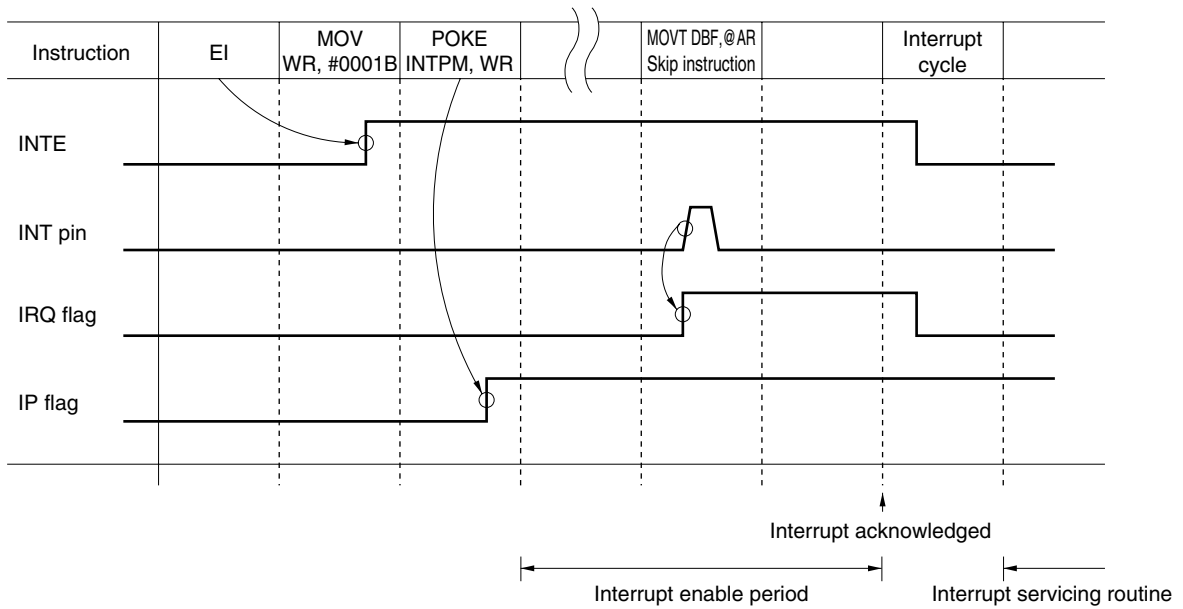 Instruction
EI
MOV
WR, #0001B
POKE
INTPM, WR
MOVT DBF,@AR
Skip instruction
Interrupt
cycle
INTE
INT pin
IRQ flag
IP flag
Interrupt acknowledged
Interrupt enable period
Interrupt servicing routine